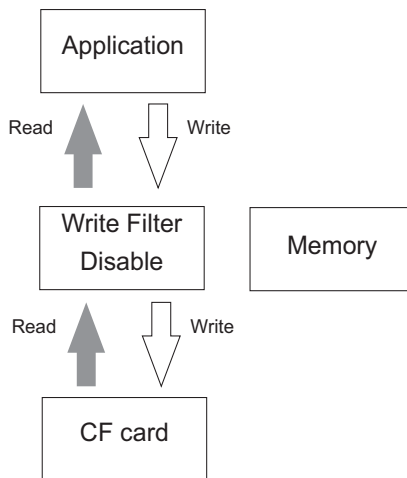 Application
Read
Write
Write Filter
Disable
Memory
Read
Write
CF card